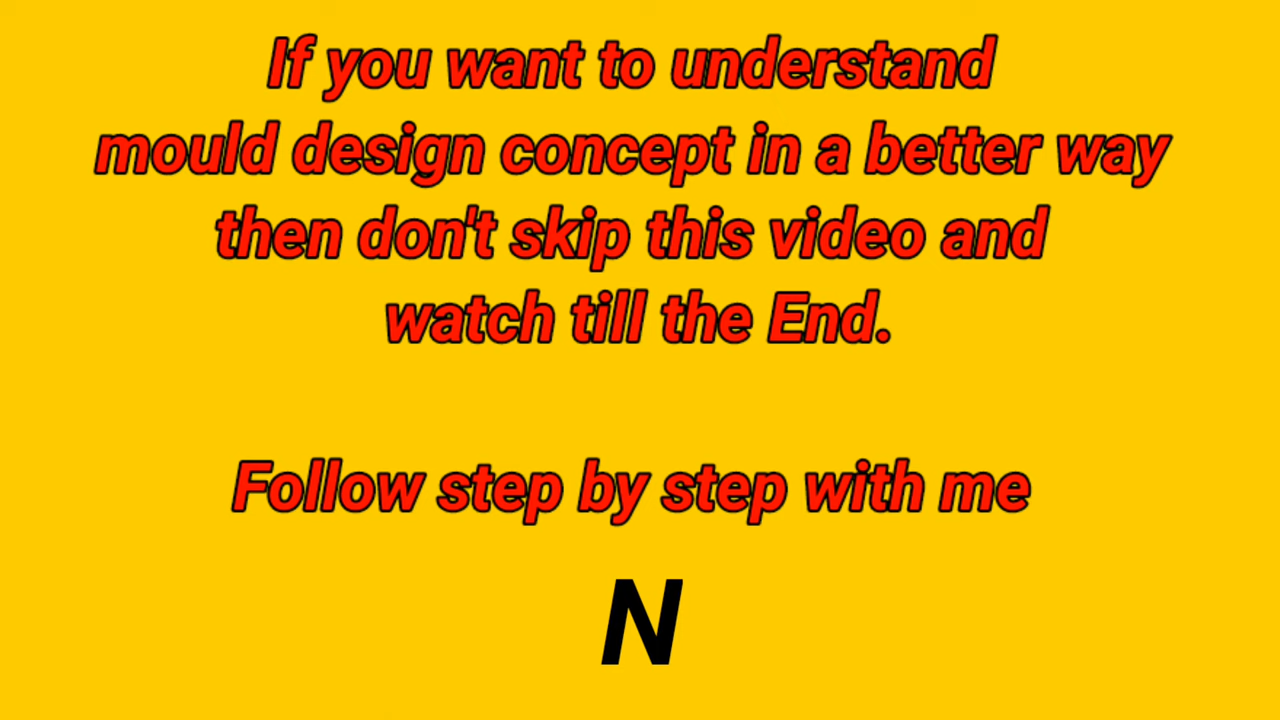 If you want to understand
mould design concept in a better way
then don't skip this video and
watch till the End.
Follow step by step with me
N